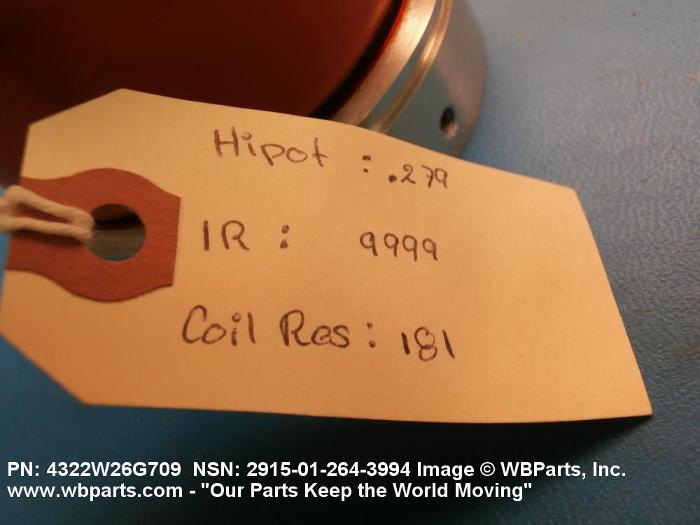 Hipot : .279
IR : 9999
Coil Res : 181
PN: 4322W26G709 NSN: 2915-01-264-3994 Image © WBParts, Inc.
www.wbparts.com - "Our Parts Keep the World Moving"